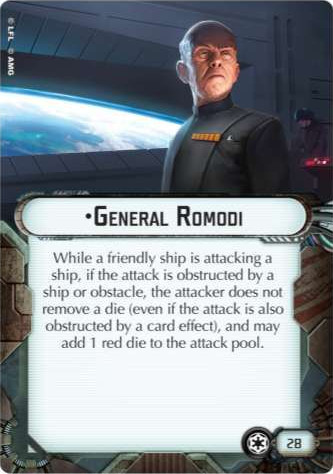 © LFL © AMG
•General Romodi
While a friendly ship is attacking a
ship, if the attack is obstructed by a
ship or obstacle, the attacker does not
remove a die (even if the attack is also
obstructed by a card effect), and may
add 1 red die to the attack pool.
28